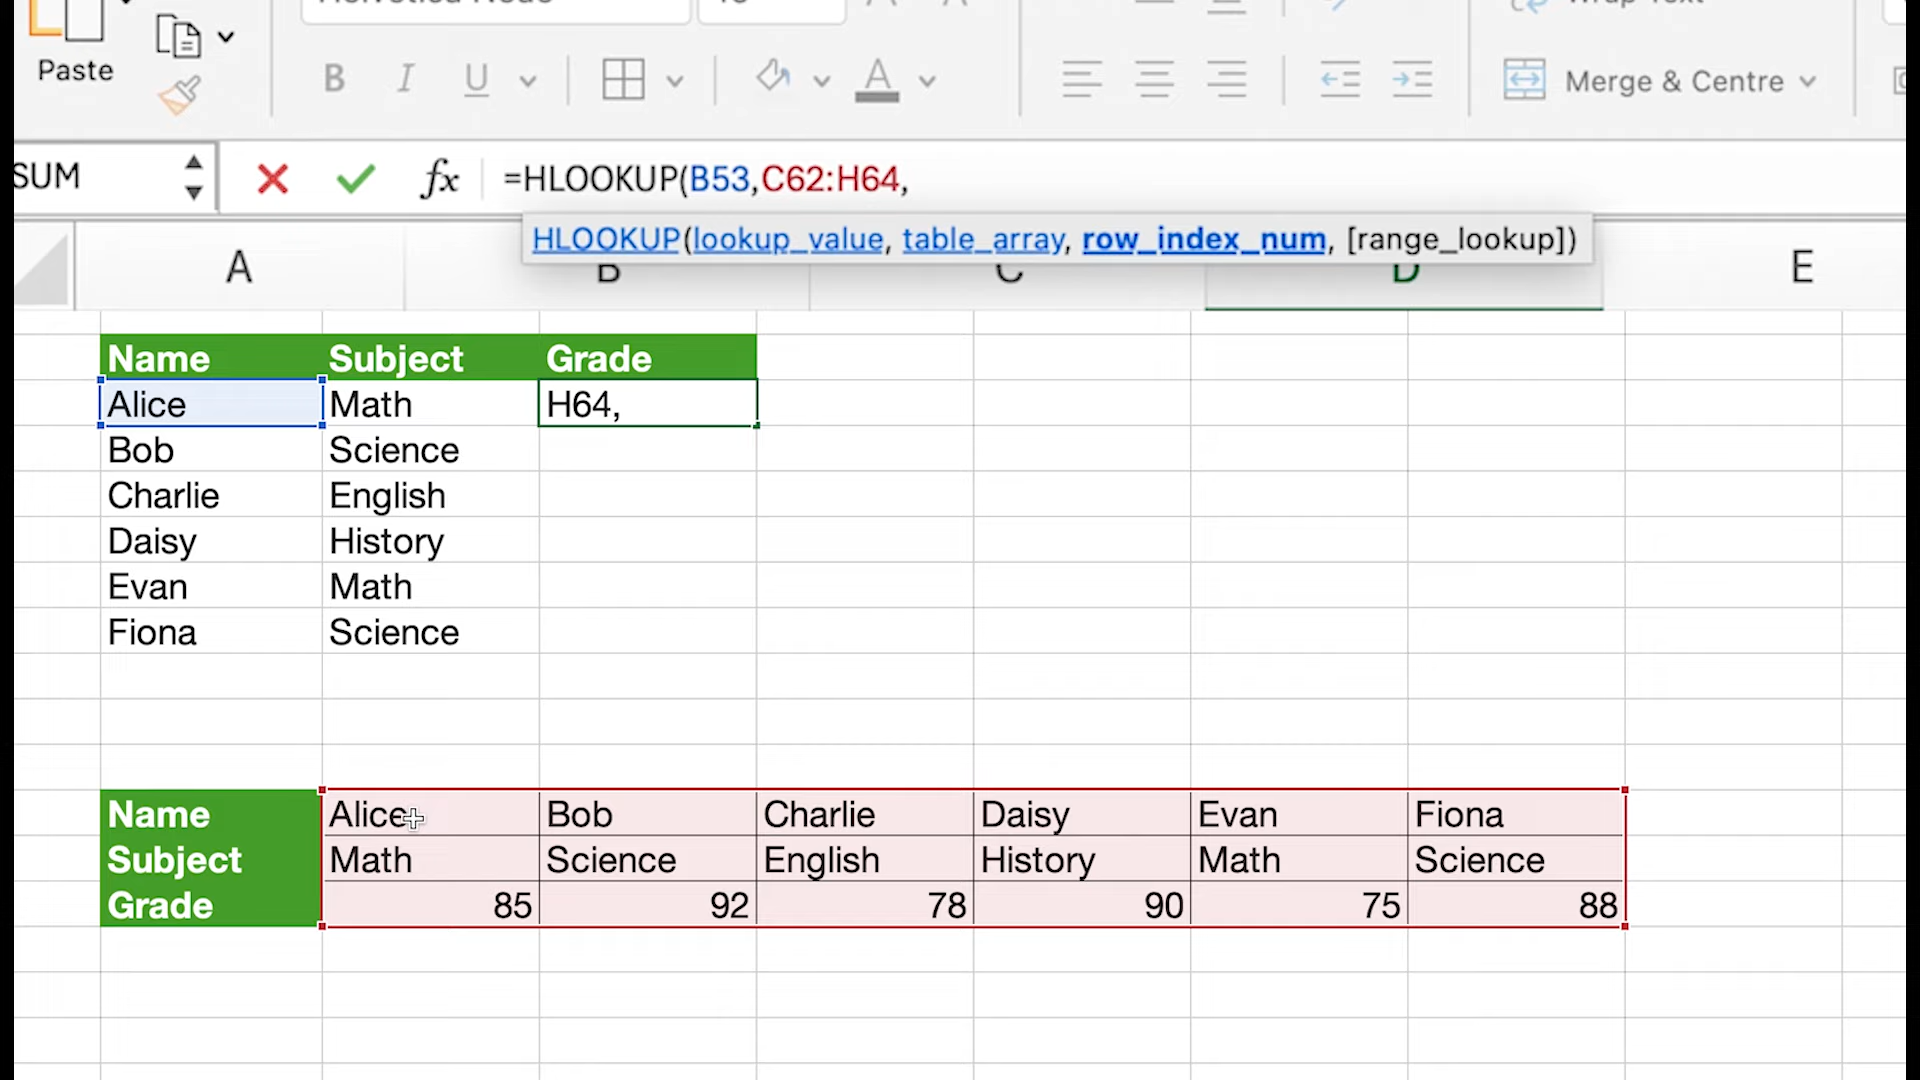 Paste
B I U
Merge & Centre
SUM
fx =HLOOKUP(B53,C62:H64,
HLOOKUP(lookup_value, table_array, row_index_num, [range_lookup])
A B C D E
Name Subject Grade
Alice Math H64,
Bob Science
Charlie English
Daisy History
Evan Math
Fiona Science
Name Alice Bob Charlie Daisy Evan Fiona
Subject Math Science English History Math Science
Grade 85 92 78 90 75 88